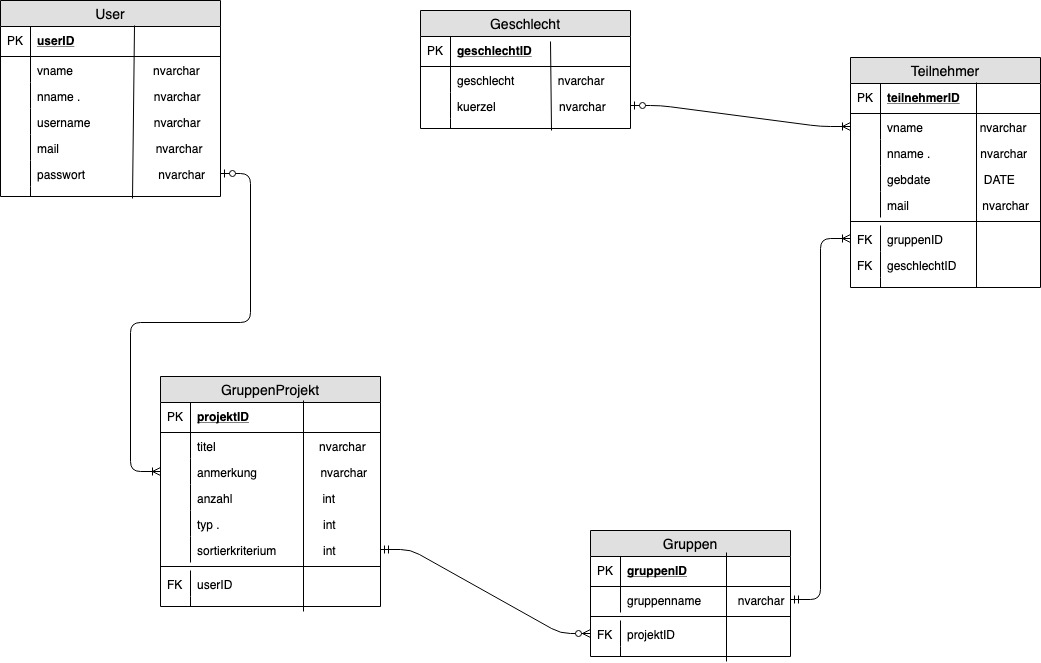 User
PK userID
vname nvarchar
nname . nvarchar
username nvarchar
mail nvarchar
passwort nvarchar
Geschlecht
PK geschlechtID
geschlecht nvarchar
kuerzel nvarchar
Teilnehmer
PK teilnehmerID
vname nvarchar
nname . nvarchar
gebdate DATE
mail nvarchar
FK gruppenID
FK geschlechtID
GruppenProjekt
PK projektID
titel nvarchar
anmerkung nvarchar
anzahl int
typ . int
sortierkriterium int
FK userID
Gruppen
PK gruppenID
gruppenname nvarchar
FK projektID